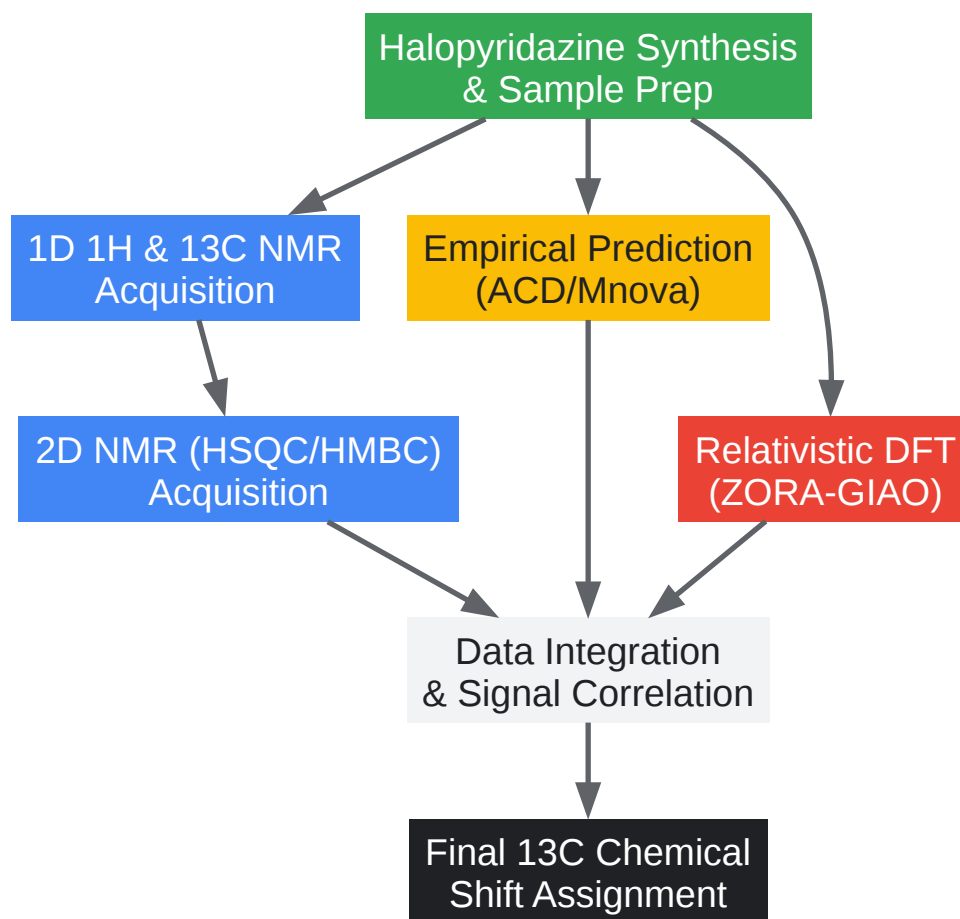 Halopyridazine Synthesis
& Sample Prep
1D 1H & 13C NMR
Acquisition
Empirical Prediction
(ACD/Mnova)
2D NMR (HSQC/HMBC)
Acquisition
Relativistic DFT
(ZORA-GIAO)
Data Integration
& Signal Correlation
Final 13C Chemical
Shift Assignment